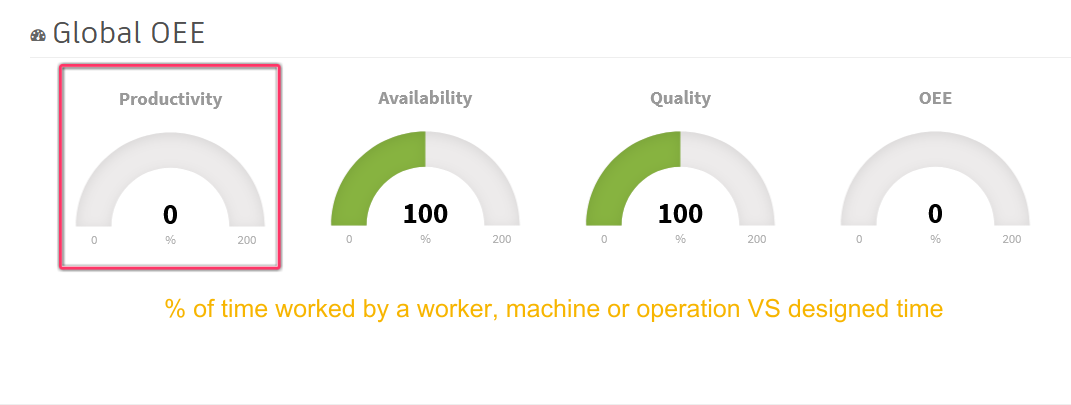 Global OEE
Productivity Availability Quality OEE
0 100 100 0
0 % 200 0 % 200 0 % 200 0 % 200
% of time worked by a worker, machine or operation VS designed time